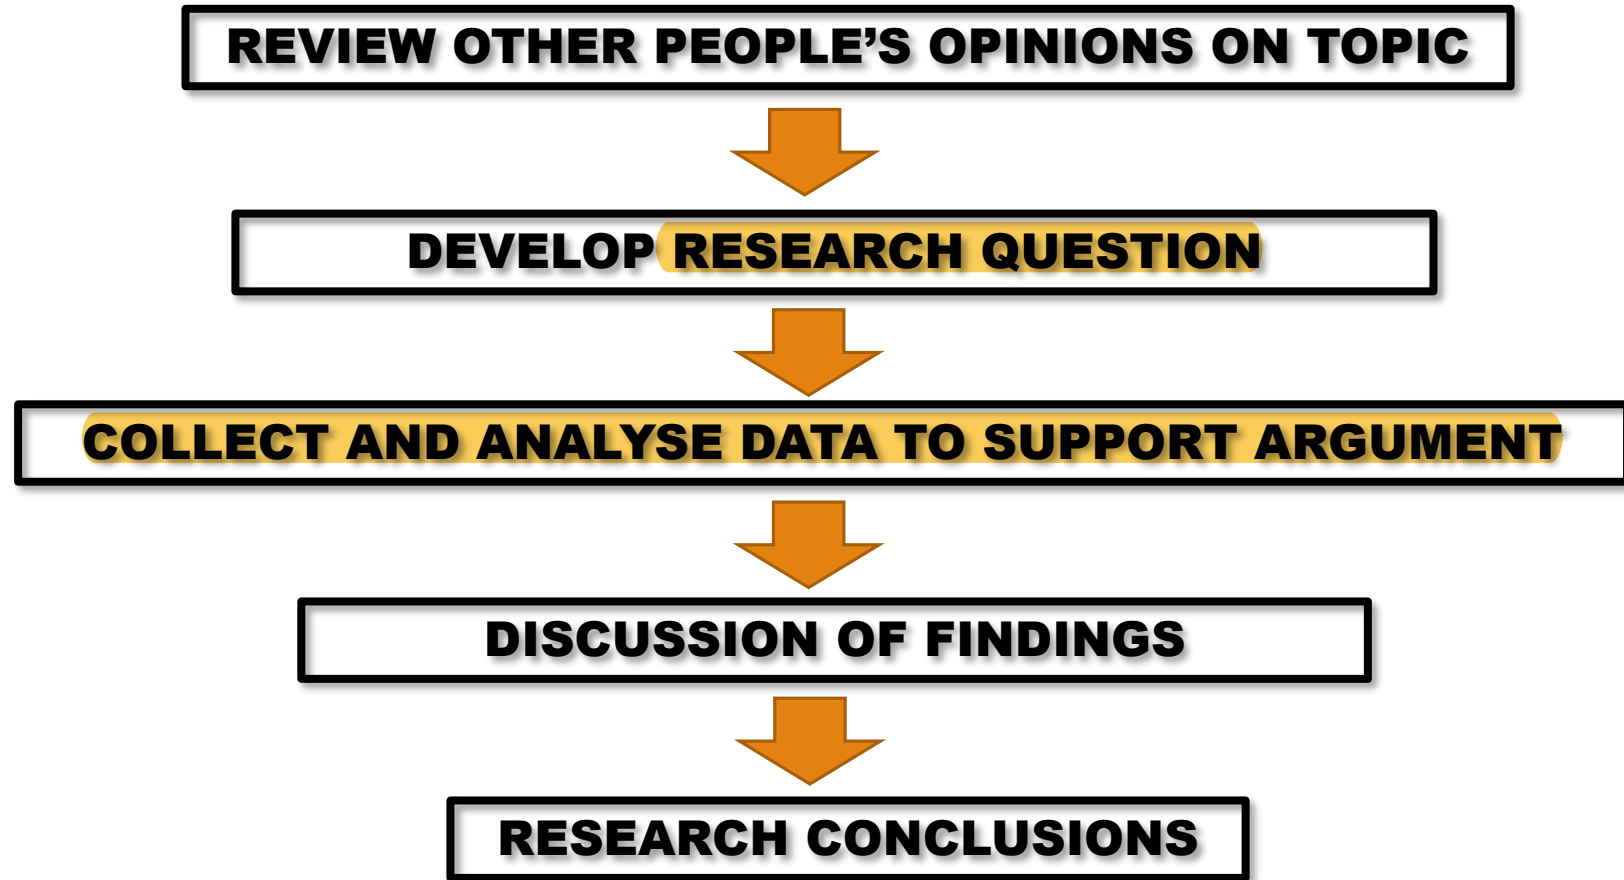 REVIEW OTHER PEOPLE’S OPINIONS ON TOPIC
DEVELOP RESEARCH QUESTION
COLLECT AND ANALYSE DATA TO SUPPORT ARGUMENT
DISCUSSION OF FINDINGS
RESEARCH CONCLUSIONS